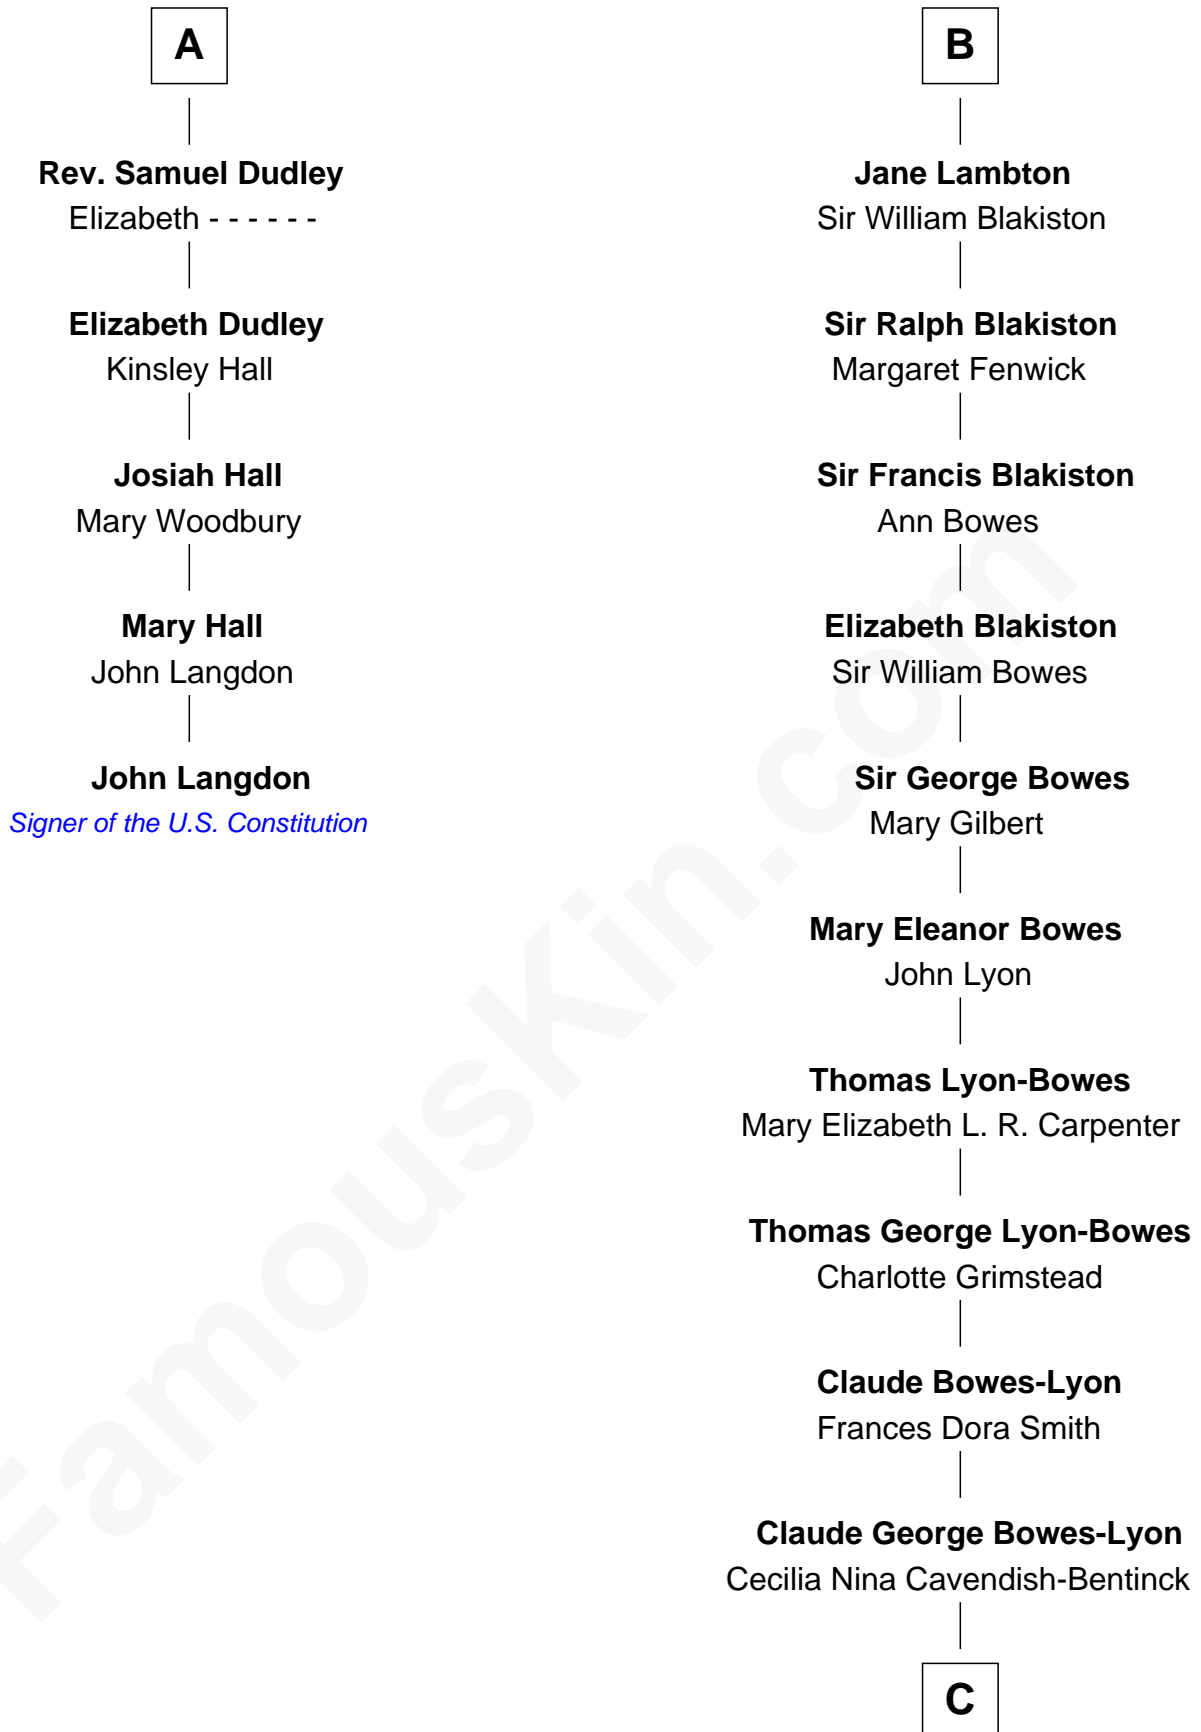 A
Rev. Samuel Dudley
Elizabeth - - - - - -
Elizabeth Dudley
Kinsley Hall
Josiah Hall
Mary Woodbury
Mary Hall
John Langdon
John Langdon
Signer of the U.S. Constitution
B
Jane Lambton
Sir William Blakiston
Sir Ralph Blakiston
Margaret Fenwick
Sir Francis Blakiston
Ann Bowes
Elizabeth Blakiston
Sir William Bowes
Sir George Bowes
Mary Gilbert
Mary Eleanor Bowes
John Lyon
Thomas Lyon-Bowes
Mary Elizabeth L. R. Carpenter
Thomas George Lyon-Bowes
Charlotte Grimstead
Claude Bowes-Lyon
Frances Dora Smith
Claude George Bowes-Lyon
Cecilia Nina Cavendish-Bentinck
C
FamousKin.com